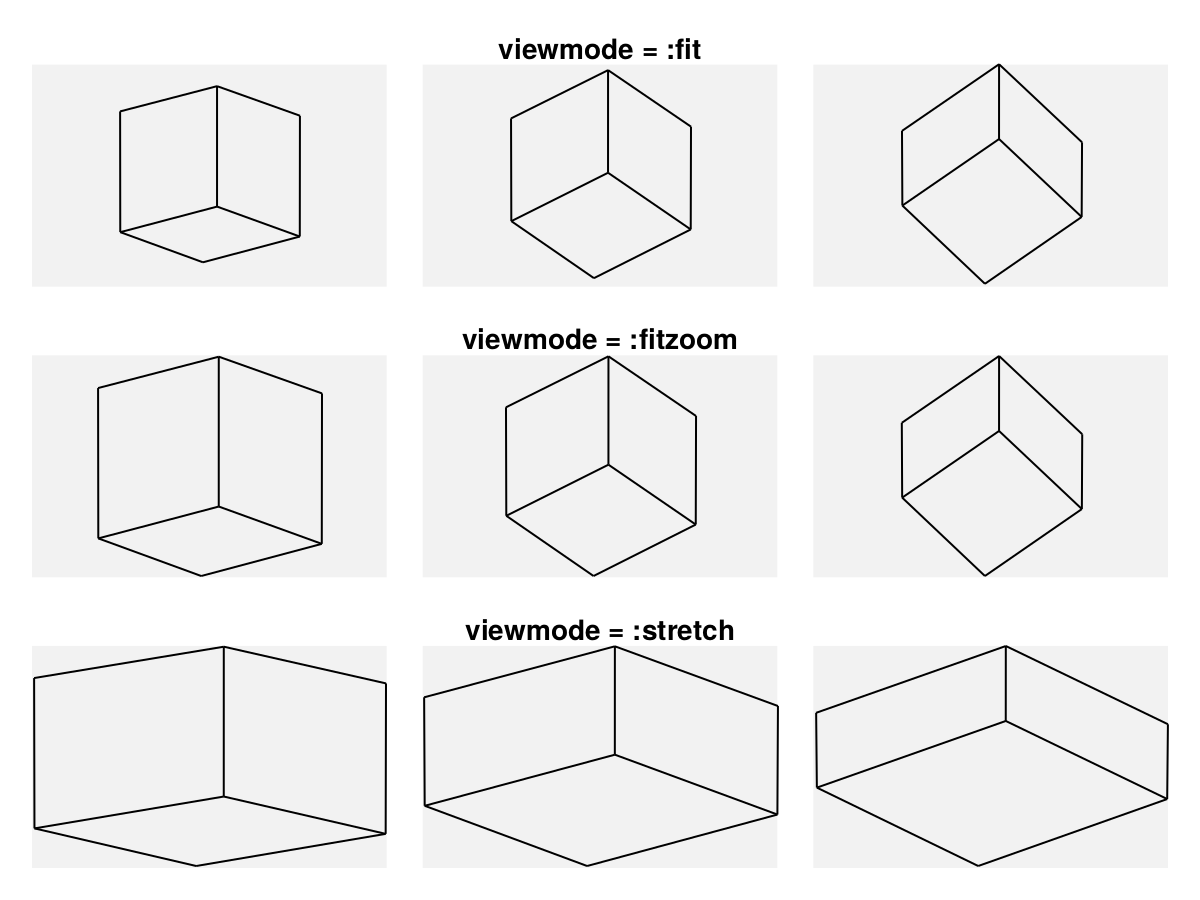 viewmode = :fit
viewmode = :fitzoom
viewmode = :stretch